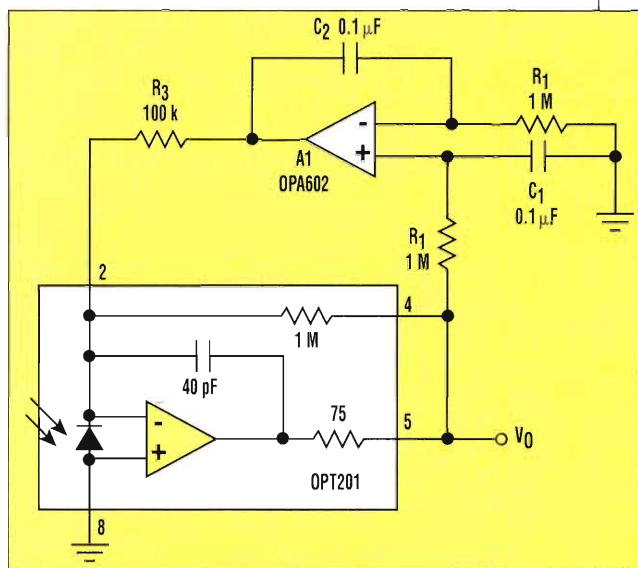 C2 0.1 µF
R3
100 k
R1
1 M
-
+
A1
OPA602
C1
0.1 µF
R1
1 M
2
4
1 M
40 pF
75
-
+
5
VO
OPT201
8